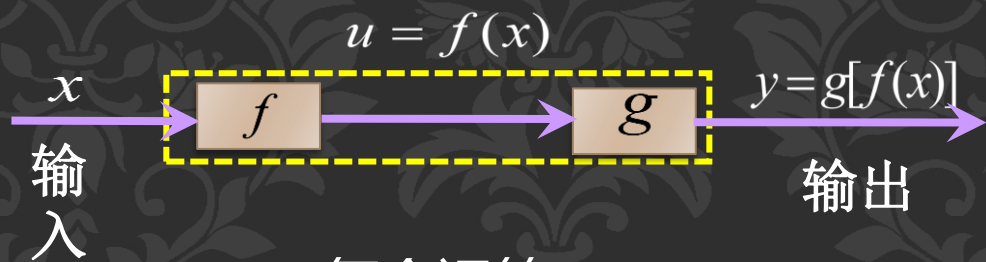 u = f(x)
x
f
g
y=g[f(x)]
输
入
输出